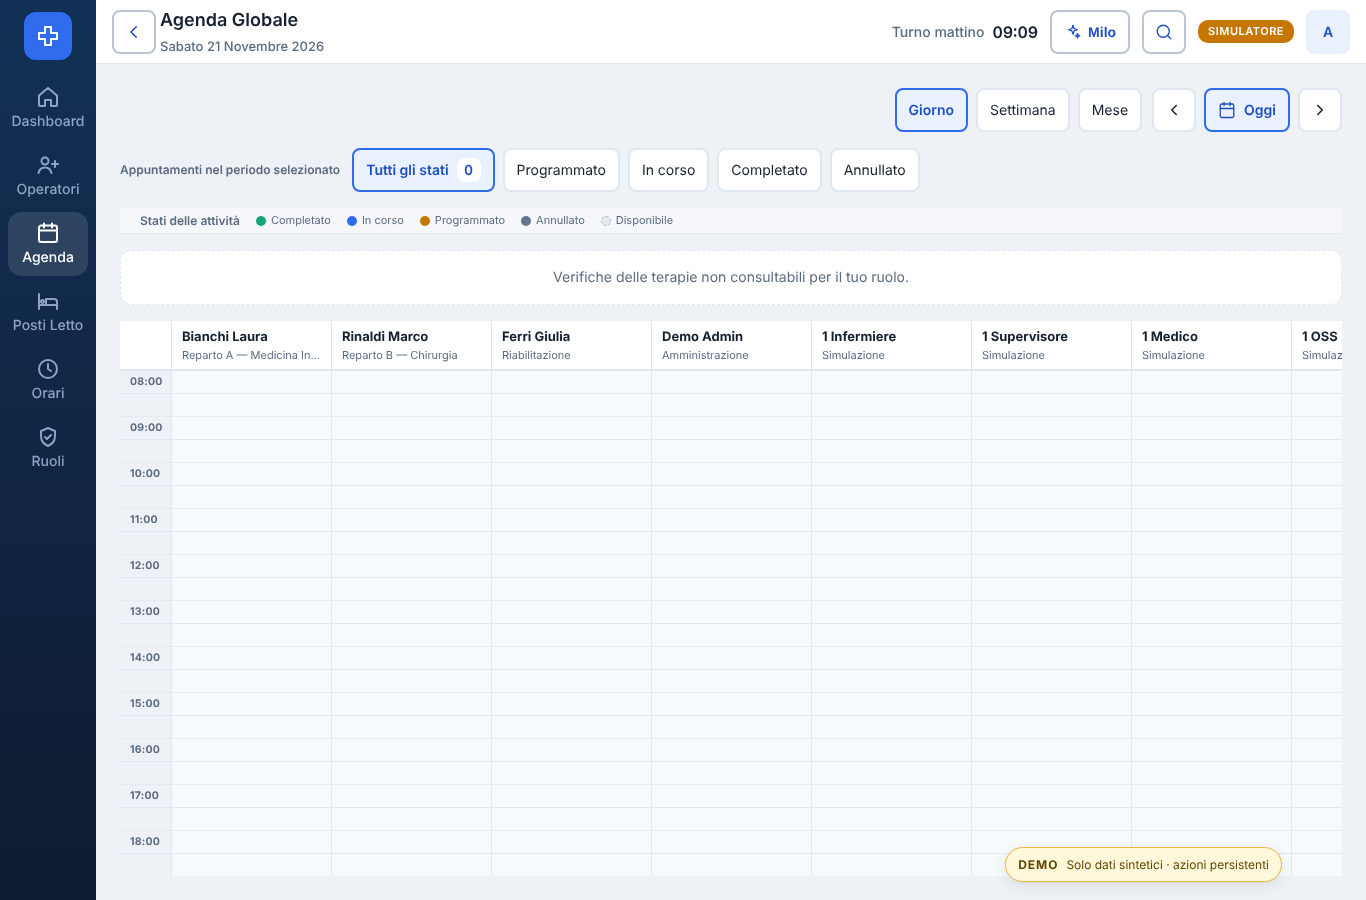 Agenda Globale
Sabato 21 Novembre 2026
Turno mattino 09:09
Milo
SIMULATORE
A
Dashboard
Operatori
Agenda
Posti Letto
Orari
Ruoli
Giorno
Settimana
Mese
Oggi
Appuntamenti nel periodo selezionato
Tutti gli stati 0
Programmato
In corso
Completato
Annullato
Stati delle attività
Completato
In corso
Programmato
Annullato
Disponibile
Verifiche delle terapie non consultabili per il tuo ruolo.
Bianchi Laura
Reparto A — Medicina In...
Rinaldi Marco
Reparto B — Chirurgia
Ferri Giulia
Riabilitazione
Demo Admin
Amministrazione
1 Infermiere
Simulazione
1 Supervisore
Simulazione
1 Medico
Simulazione
1 OSS
Simulaz
08:00
09:00
10:00
11:00
12:00
13:00
14:00
15:00
16:00
17:00
18:00
DEMO Solo dati sintetici · azioni persistenti